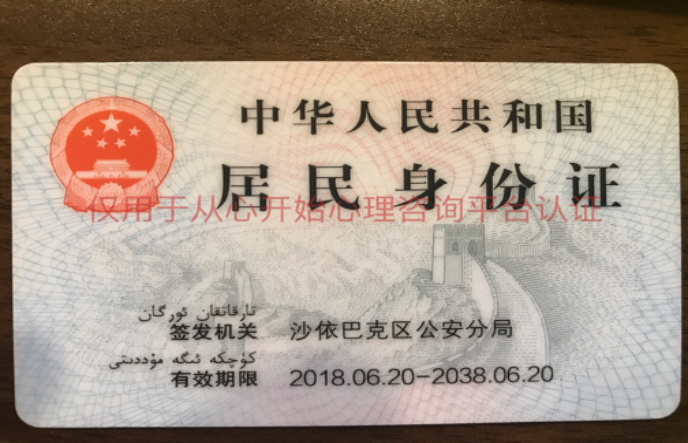 中华人民共和国
居民身份证
仅用于从心开始心理咨询平台认证
تارقاتقان ئورگان
签发机关 沙依巴克区公安分局
كۈچكە ئىگە مۇددىتى
有效期限 2018.06.20-2038.06.20